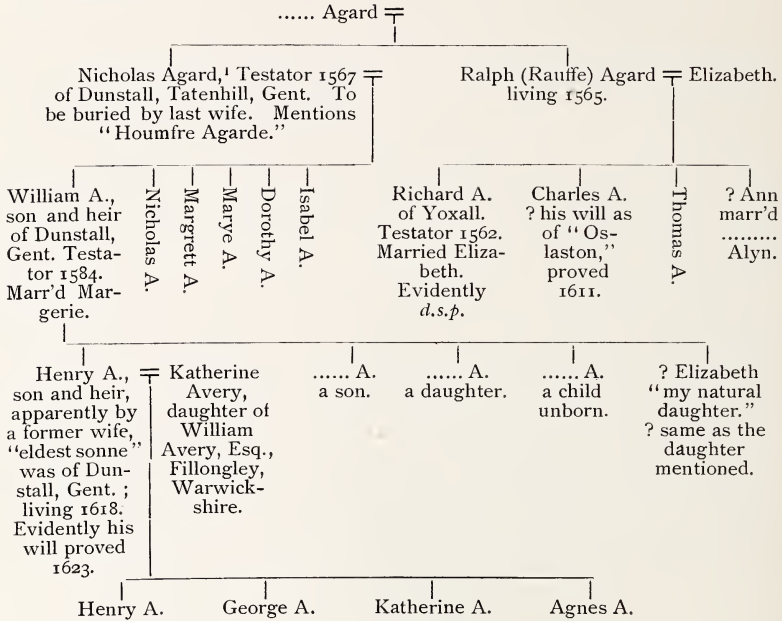 ...... Agard
Nicholas Agard,¹ Testator 1567
of Dunstall, Tatenhill, Gent. To
be buried by last wife. Mentions
"Houmfre Agarde."
Ralph (Rauffe) Agard
living 1565.
Elizabeth.
William A.,
son and heir
of Dunstall,
Gent. Testa-
tor 1584.
Marr'd Mar-
gerie.
Nicholas A.
Margrett A.
Marye A.
Dorothy A.
Isabel A.
Richard A.
of Yoxall.
Testator 1562.
Married Eliza-
beth.
Evidently
d.s.p.
Charles A.
? his will as
of "Os-
laston,"
proved
1611.
Thomas A.
? Ann
marr'd
.........
Alyn.
Henry A.,
son and heir,
apparently by
a former wife,
"eldest sonne"
was of Dun-
stall, Gent. ;
living 1618.
Evidently his
will proved
1623.
Katherine
Avery,
daughter of
William
Avery, Esq.,
Fillongley,
Warwick-
shire.
...... A.
a son.
...... A.
a daughter.
...... A.
a child
unborn.
? Elizabeth
"my natural
daughter."
? same as the
daughter
mentioned.
Henry A.
George A.
Katherine A.
Agnes A.